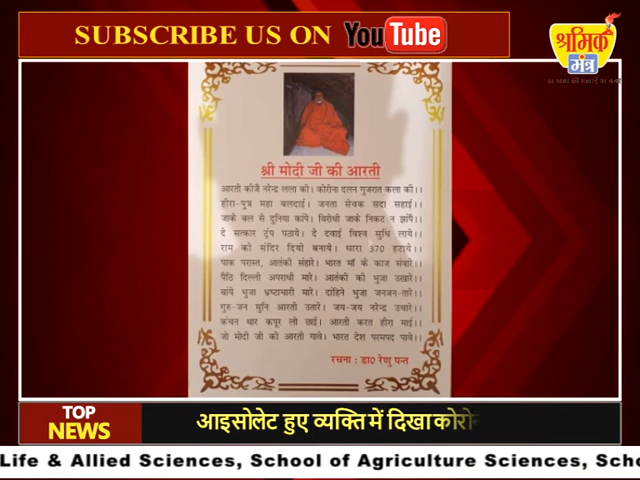 SUBSCRIBE US ON YouTube
श्रमिक
मंत्र
श्री मोदी जी की आरती
आरती कीजै नरेन्द्र लला की। कोरोना दलन गुजरात कला की।।
हीरा-पुत्र महा बलदाई। जनता सेवक सदा सहाई।।
जाके बल से दुनिया कांपे। विरोधी जाके निकट न झांपै।।
दे सत्कार ट्रंप पठाये। दे दवाई विश्व सुधि लाये।।
राम को मंदिर दियो बनाये। धारा 370 हटाये।।
पाक परास्त, आतंकी संहारे। भारत माँ के काज संवारे।।
पैठि दिल्ली अपराधी मारे। आतंकी को भुजा उखारे।।
बांये भुजा भ्रष्टाचारी मारे। दाहिने भुजा जनजन-तारे।।
गुरु-जन मुनि आरती उतारे। जय-जय नरेन्द्र उचारे।।
कंचन थार कपूर लौ छाई। आरती करत हीरा माई।।
जो मोदी जी की आरती गावे। भारत देश परमपद पावे।।
रचना : डा0 रेणु पन्त
TOP
NEWS
आइसोलेट हुए व्यक्ति में दिखा कोरोन
Life & Allied Sciences, School of Agriculture Sciences, Scho